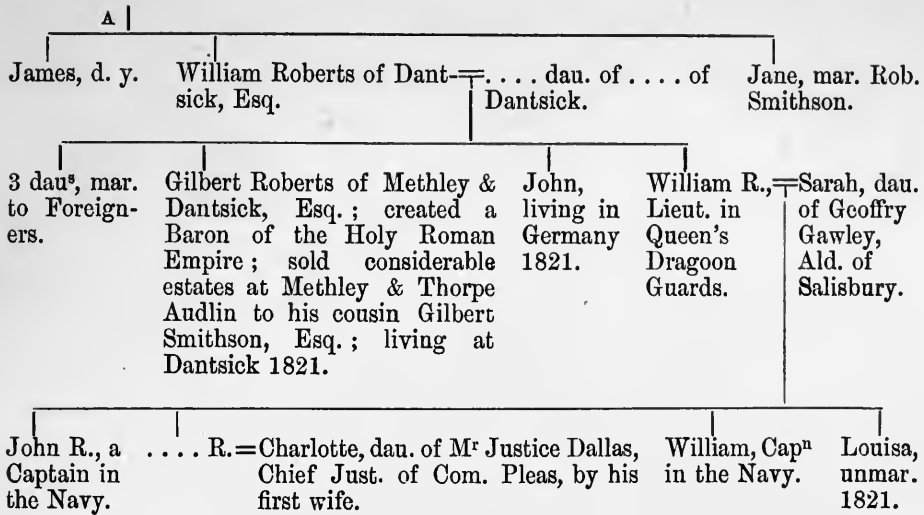 A
James, d. y.
William Roberts of Dant-
sick, Esq.
. . . . dau. of . . . . of
Dantsick.
Jane, mar. Rob.
Smithson.
3 dauˢ, mar.
to Foreign-
ers.
Gilbert Roberts of Methley &
Dantsick, Esq. ; created a
Baron of the Holy Roman
Empire ; sold considerable
estates at Methley & Thorpe
Audlin to his cousin Gilbert
Smithson, Esq. ; living at
Dantsick 1821.
John,
living in
Germany
1821.
William R.,
Lieut. in
Queen's
Dragoon
Guards.
Sarah, dau.
of Geoffry
Gawley,
Ald. of
Salisbury.
John R., a
Captain in
the Navy.
. . . . R.=Charlotte, dau. of Mʳ Justice Dallas,
Chief Just. of Com. Pleas, by his
first wife.
William, Capⁿ
in the Navy.
Louisa,
unmar.
1821.